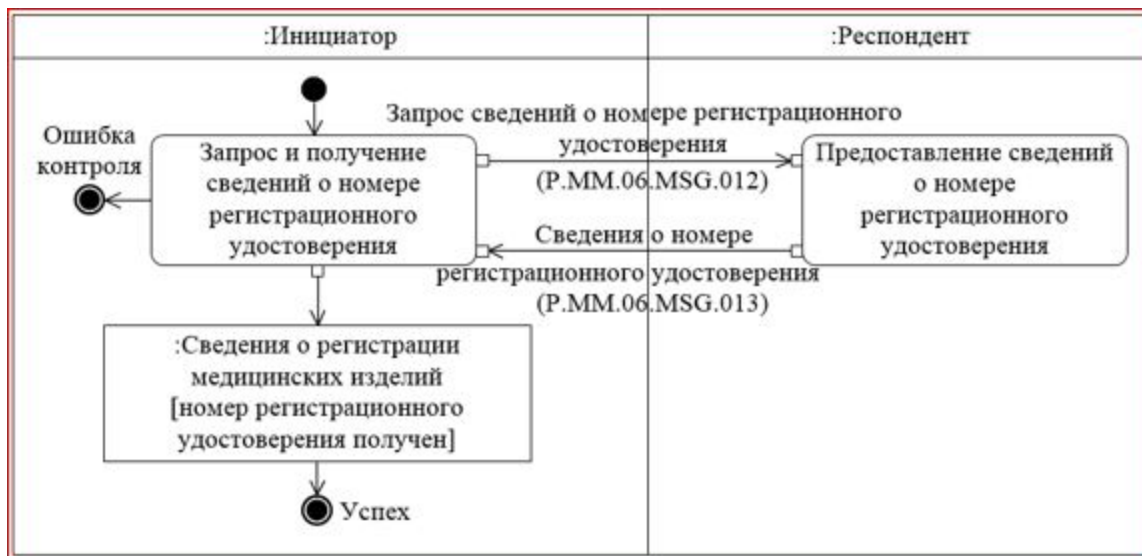 :Инициатор
:Респондент
Запрос сведений о номере регистрационного
удостоверения
(P.MM.06.MSG.012)
Ошибка
контроля
Запрос и получение
сведений о номере
регистрационного
удостоверения
Предоставление сведений
о номере
регистрационного
удостоверения
Сведения о номере
регистрационного удостоверения
(P.MM.06.MSG.013)
:Сведения о регистрации
медицинских изделий
[номер регистрационного
удостоверения получен]
Успех